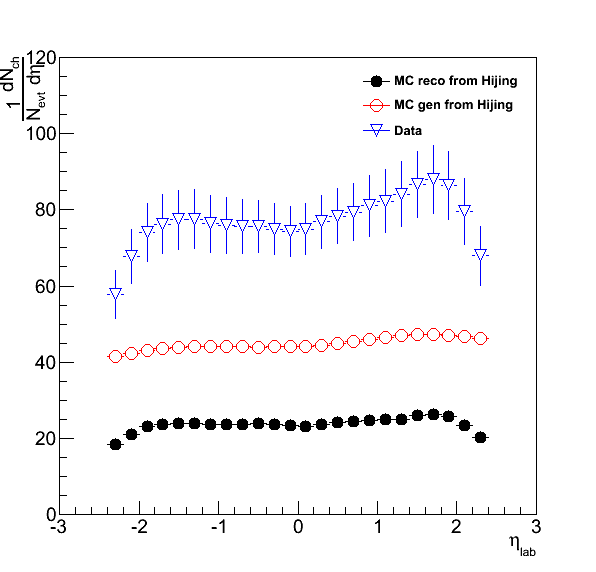 1 dN_ch
N_evt dη
120
100
80
60
40
20
0
MC reco from Hijing
MC gen from Hijing
Data
-3 -2 -1 0 1 2 3
η_lab